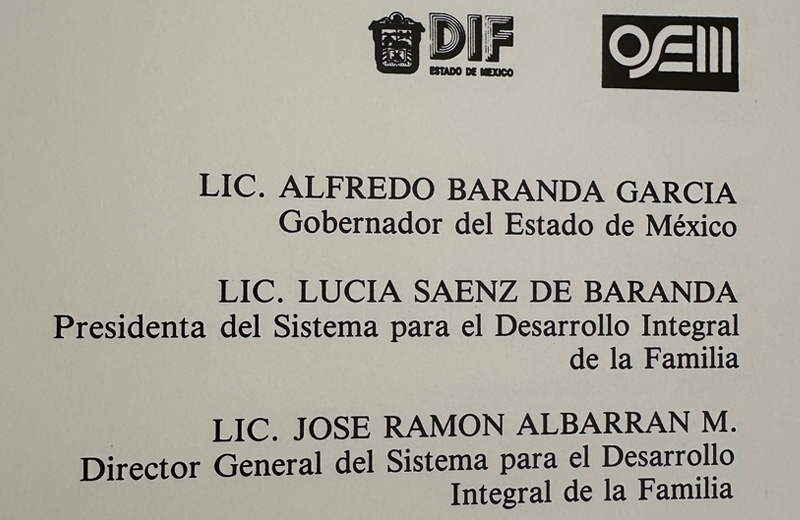 DIF
ESTADO DE MEXICO
OSEM
LIC. ALFREDO BARANDA GARCIA
Gobernador del Estado de México
LIC. LUCIA SAENZ DE BARANDA
Presidenta del Sistema para el Desarrollo Integral
de la Familia
LIC. JOSE RAMON ALBARRAN M.
Director General del Sistema para el Desarrollo
Integral de la Familia